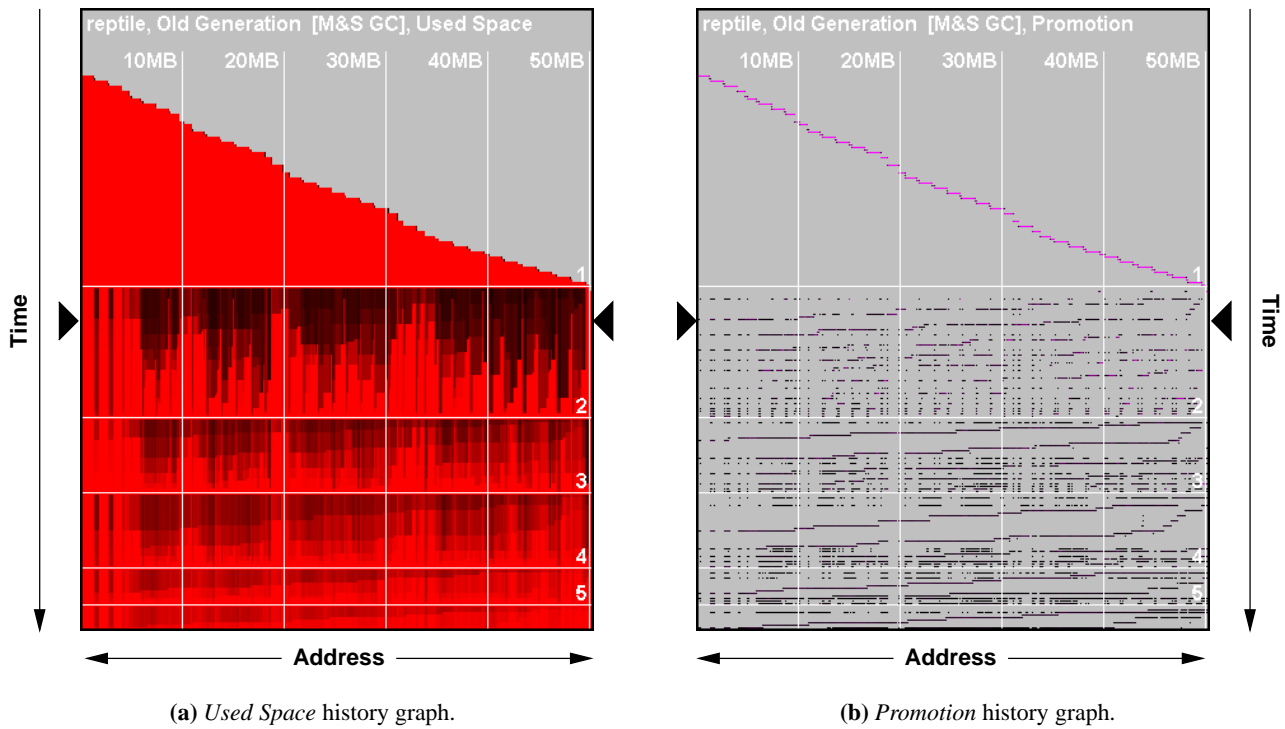 reptile, Old Generation [M&S GC], Used Space
10MB 20MB 30MB 40MB 50MB
1
2
3
4
5
Time
Address
(a) Used Space history graph.
reptile, Old Generation [M&S GC], Promotion
10MB 20MB 30MB 40MB 50MB
1
2
3
4
5
Time
Address
(b) Promotion history graph.